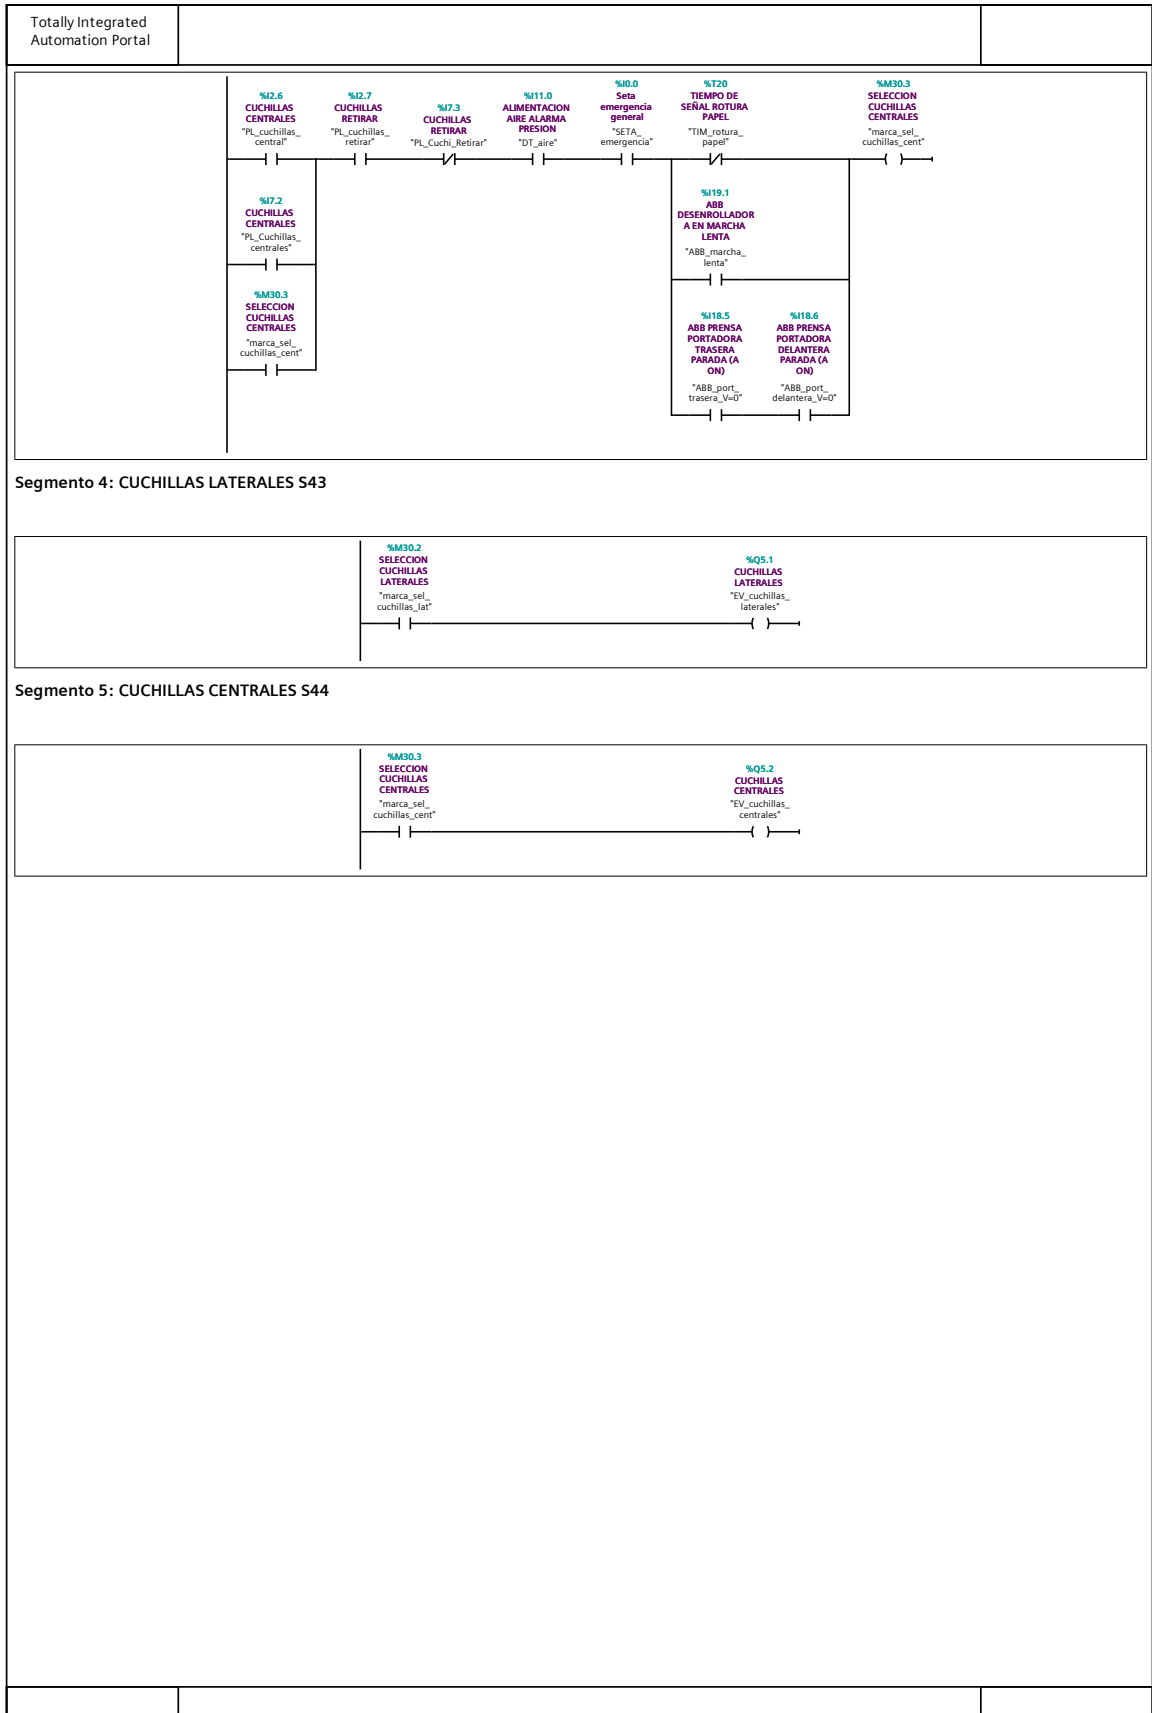 Totally Integrated
Automation Portal
%I2.6
CUCHILLAS
CENTRALES
"PL_cuchillas_
central"
%I2.7
CUCHILLAS
RETIRAR
"PL_cuchillas_
retirar"
%I7.3
CUCHILLAS
RETIRAR
"PL_Cuchi_Retirar"
%I11.0
ALIMENTACION
AIRE ALARMA
PRESION
"DT_aire"
%I0.0
Seta
emergencia
general
"SETA_
emergencia"
%T20
TIEMPO DE
SEÑAL ROTURA
PAPEL
"TIM_rotura_
papel"
%M30.3
SELECCION
CUCHILLAS
CENTRALES
"marca_sel_
cuchillas_cent"
%I7.2
CUCHILLAS
CENTRALES
"PL_Cuchillas_
centrales"
%I19.1
ABB
DESENROLLADOR
A EN MARCHA
LENTA
"ABB_marcha_
lenta"
%M30.3
SELECCION
CUCHILLAS
CENTRALES
"marca_sel_
cuchillas_cent"
%I18.5
ABB PRENSA
PORTADORA
TRASERA
PARADA (A
ON)
"ABB_port_
trasera_V=0"
%I18.6
ABB PRENSA
PORTADORA
DELANTERA
PARADA (A
ON)
"ABB_port_
delantera_V=0"
Segmento 4: CUCHILLAS LATERALES S43
%M30.2
SELECCION
CUCHILLAS
LATERALES
"marca_sel_
cuchillas_lat"
%Q5.1
CUCHILLAS
LATERALES
"EV_cuchillas_
laterales"
Segmento 5: CUCHILLAS CENTRALES S44
%M30.3
SELECCION
CUCHILLAS
CENTRALES
"marca_sel_
cuchillas_cent"
%Q5.2
CUCHILLAS
CENTRALES
"EV_cuchillas_
centrales"